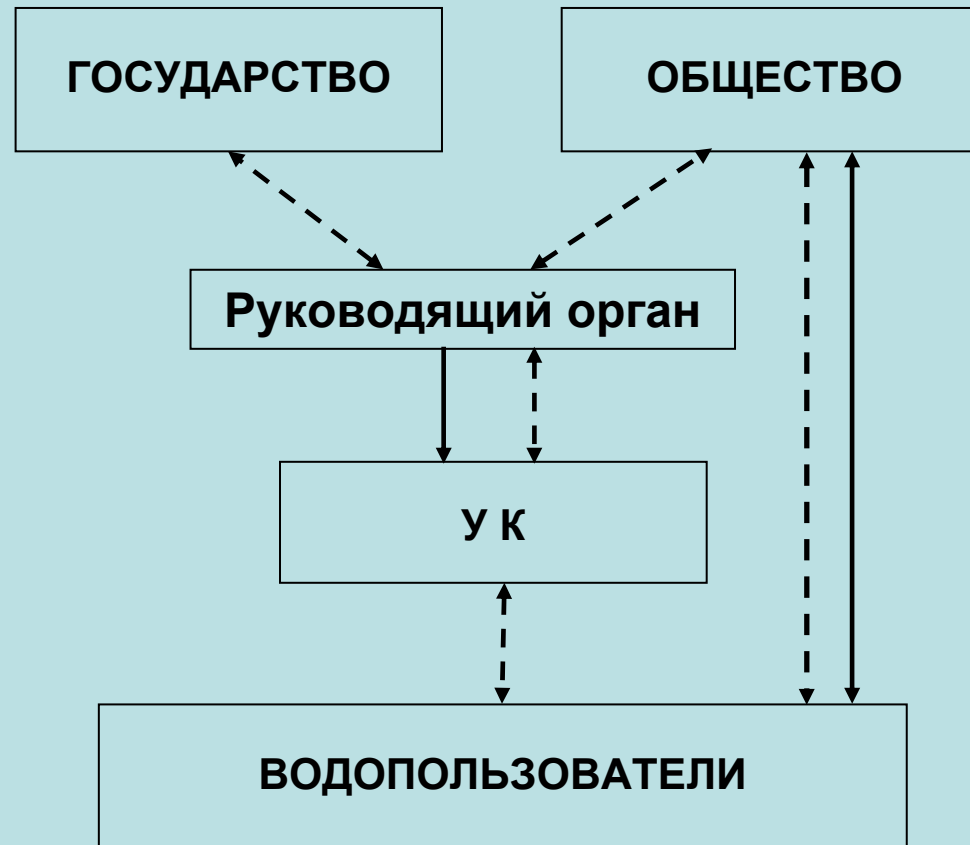 ГОСУДАРСТВО
ОБЩЕСТВО
Руководящий орган
У К
ВОДОПОЛЬЗОВАТЕЛИ